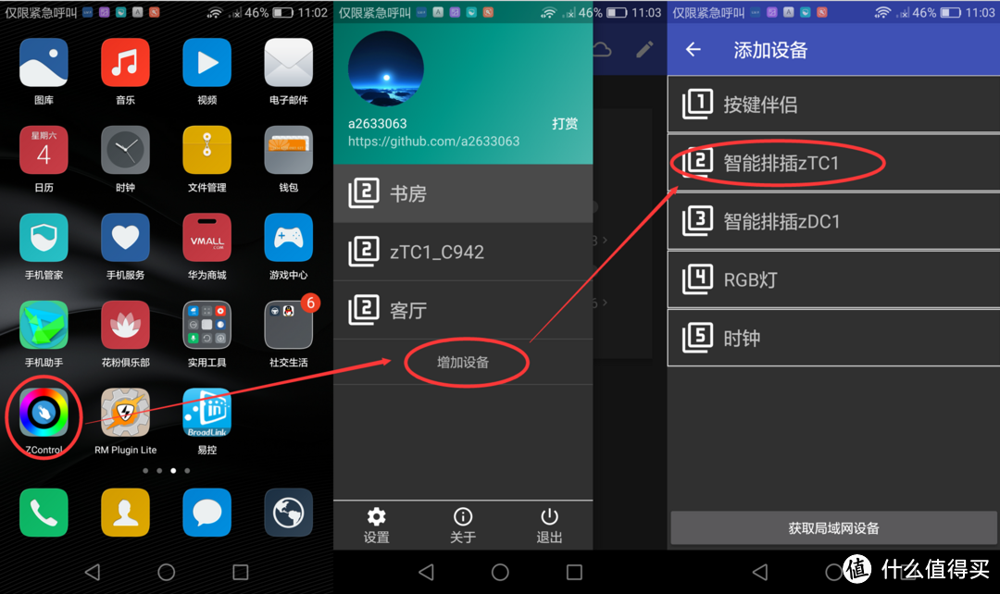 仅限紧急呼叫
46%
11:02
图库
音乐
视频
电子邮件
星期六
4
日历
时钟
文件管理
钱包
手机管家
手机服务
VMALL
.COM
华为商城
游戏中心
手机助手
花粉俱乐部
实用工具
6
社交生活
ZControl
RM Plugin Lite
BroadLink
易控
仅限紧急呼叫
46%
11:03
a2633063
打赏
https://github.com/a2633063
2 书房
2 zTC1_C942
2 客厅
增加设备
设置
关于
退出
仅限紧急呼叫
46%
11:03
添加设备
1 按键伴侣
2 智能排插zTC1
3 智能排插zDC1
4 RGB灯
5 时钟
获取局域网设备
值 什么值得买